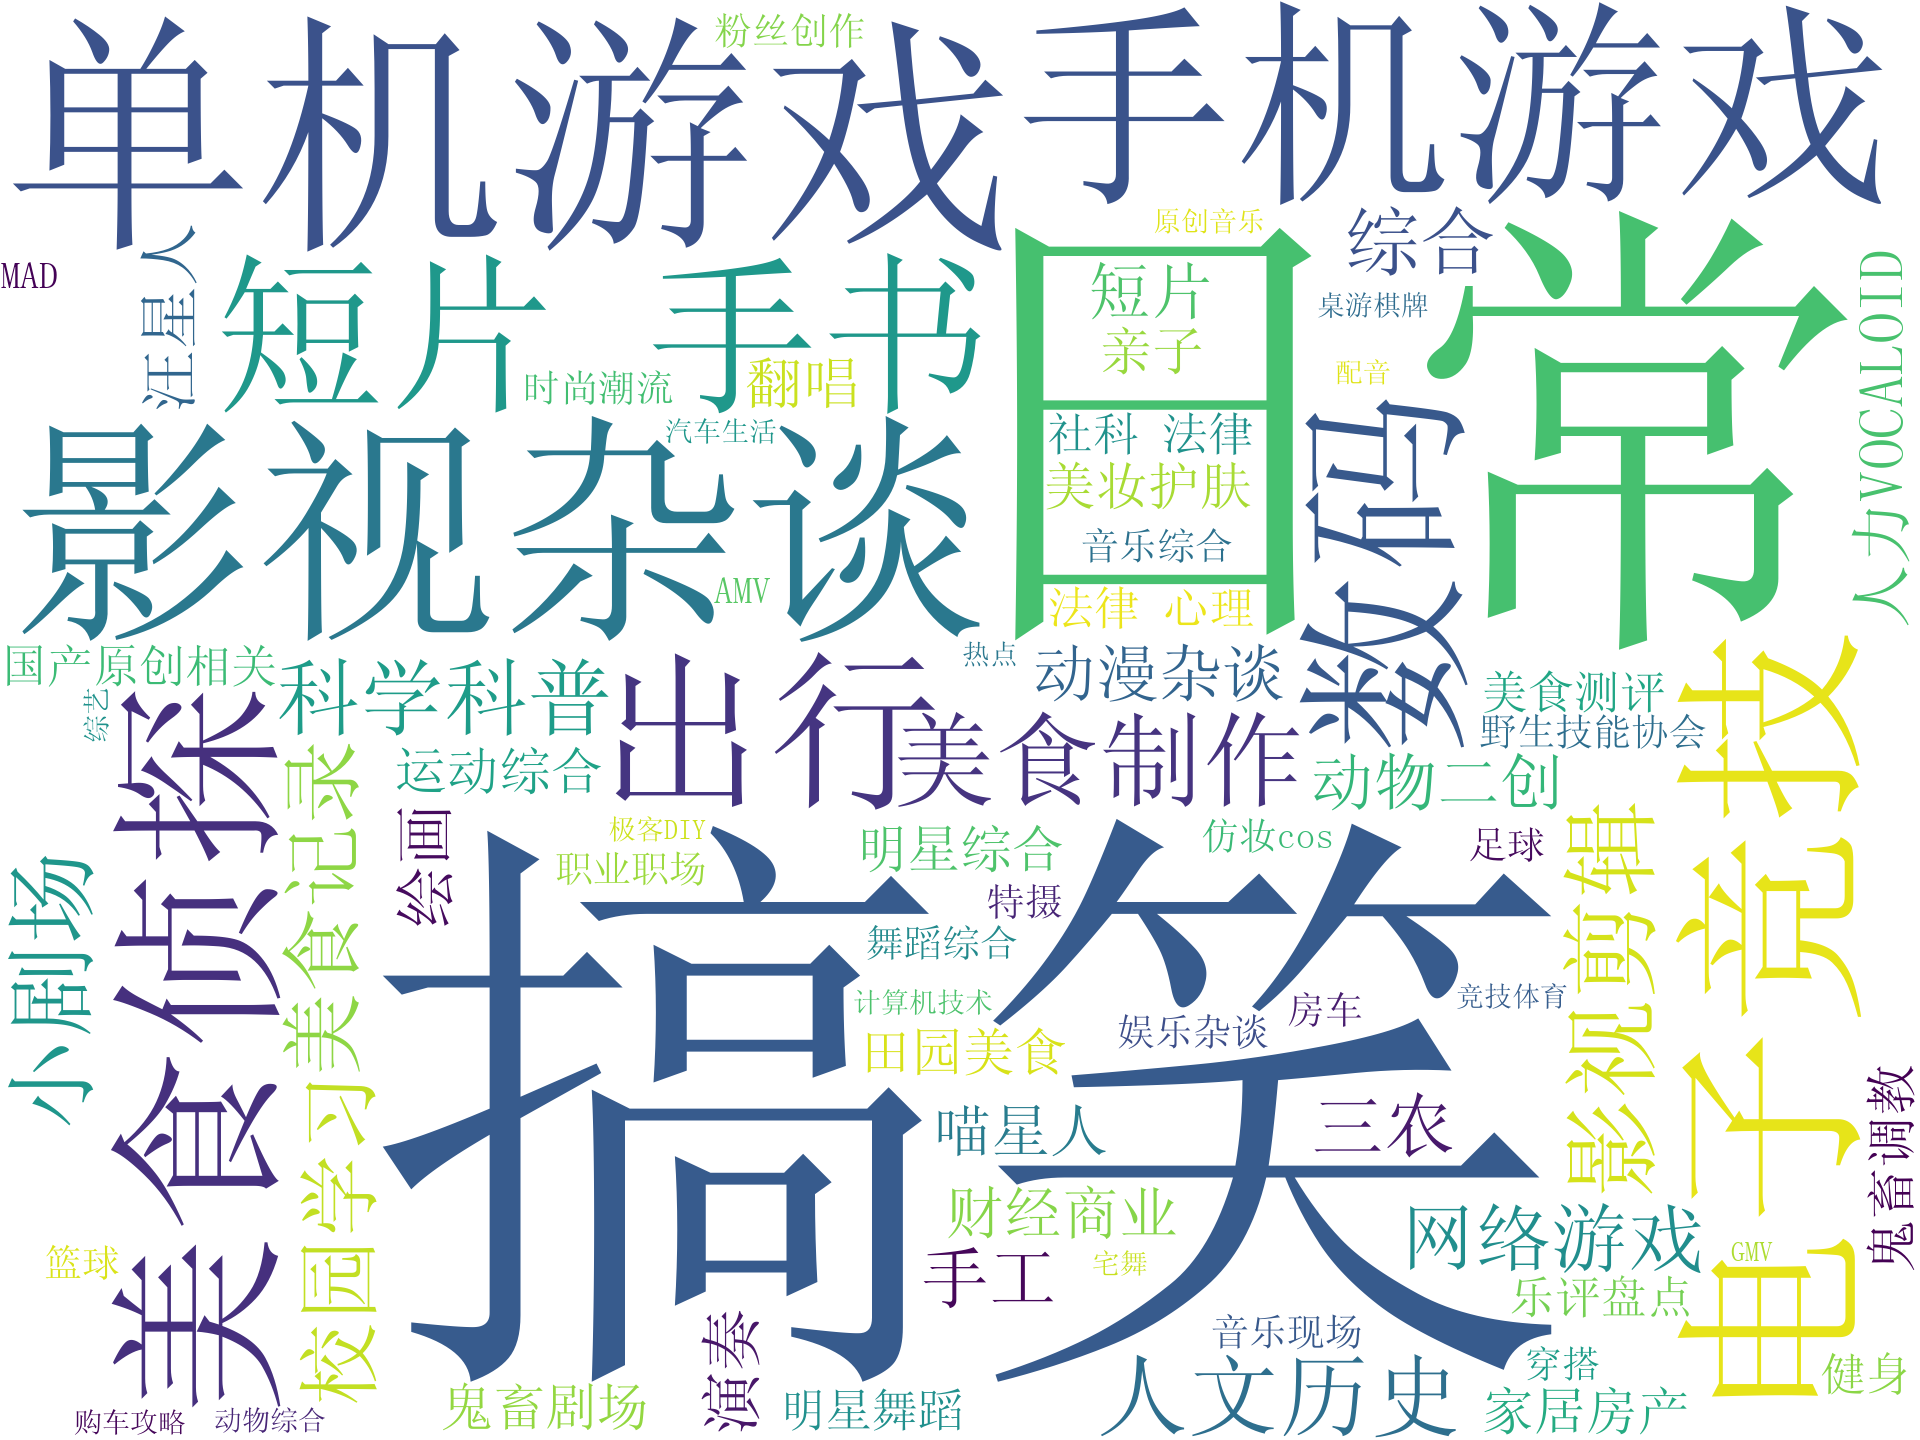 单机游戏
粉丝创作
手机游戏
MAD
汪星人
短片
手书
时尚潮流
翻唱
汽车生活
日常
原创音乐
综合
桌游棋牌
配音
短片
亲子
社科 法律
美妆护肤
音乐综合
法律 心理
数码
人力VOCALOID
影视杂谈
AMV
国产原创相关
综艺
科学科普
运动综合
出行
热点
动漫杂谈
美食制作
美食测评
野生技能协会
动物二创
电子竞技
美食侦探
美食记录
小剧场
校园学习
绘画
极客DIY
职业职场
明星综合
仿妆cos
足球
特摄
舞蹈综合
计算机技术
田园美食
娱乐杂谈
房车
竞技体育
影视剪辑
搞笑
喵星人
三农
财经商业
手工
宅舞
网络游戏
GMV
鬼畜调教
乐评盘点
篮球
演奏
音乐现场
人文历史
穿搭
健身
家居房产
购车攻略
动物综合
鬼畜剧场
明星舞蹈